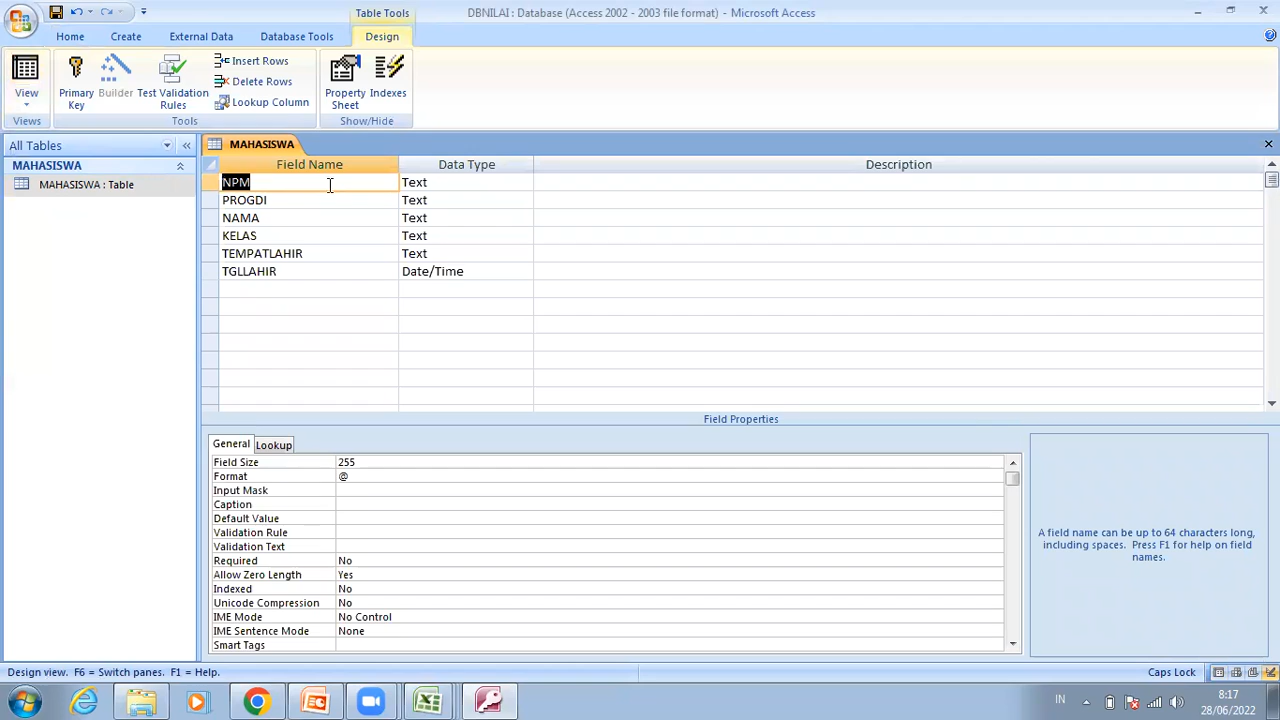 Table Tools
DBNILAI : Database (Access 2002 - 2003 file format) - Microsoft Access
Home
Create
External Data
Database Tools
Design
View
Primary Key
Builder
Test Validation Rules
Insert Rows
Delete Rows
Lookup Column
Property Sheet
Indexes
Views
Tools
Show/Hide
All Tables
MAHASISWA
MAHASISWA : Table
MAHASISWA
Field Name Data Type Description
NPM Text
PROGDI Text
NAMA Text
KELAS Text
TEMPATLAHIR Text
TGLLAHIR Date/Time
Field Properties
General Lookup
Field Size 255
Format @
Input Mask
Caption
Default Value
Validation Rule
Validation Text
Required No
Allow Zero Length Yes
Indexed No
Unicode Compression No
IME Mode No Control
IME Sentence Mode None
Smart Tags
A field name can be up to 64 characters long,
including spaces. Press F1 for help on field
names.
Design view. F6 = Switch panes. F1 = Help.
Caps Lock
IN
8:17
28/06/2022